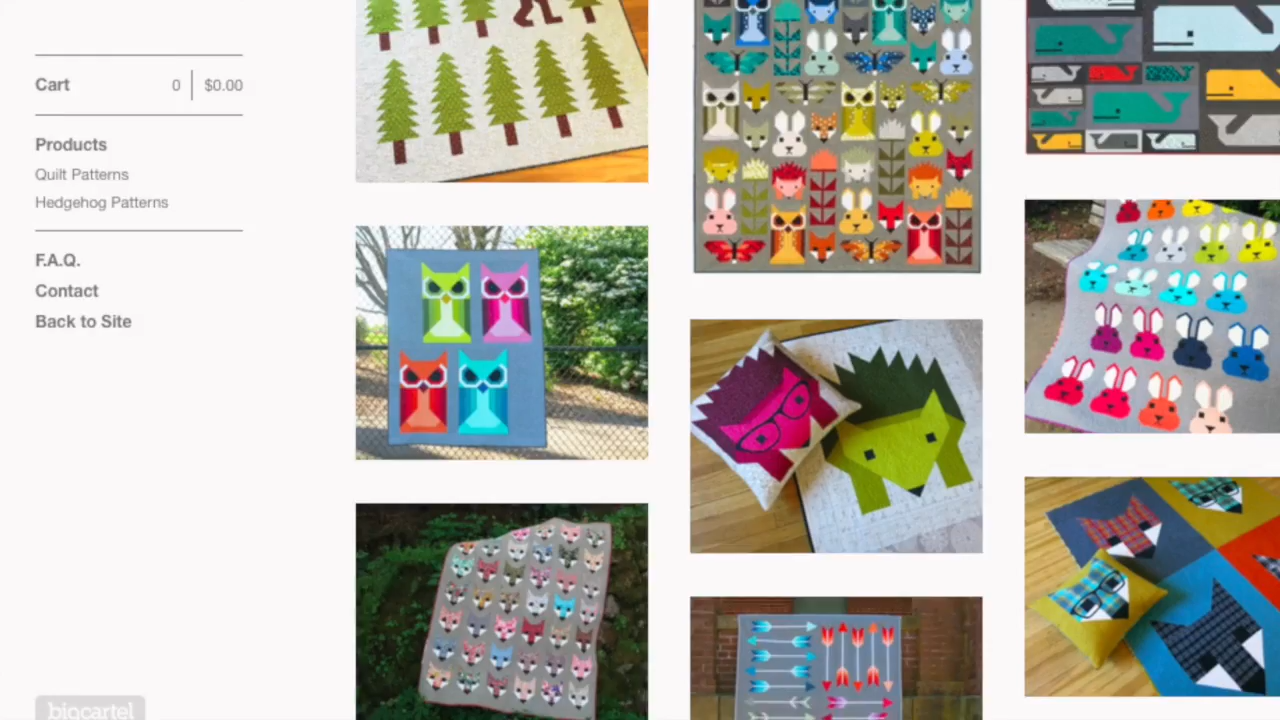 Cart 0 $0.00
Products
Quilt Patterns
Hedgehog Patterns
F.A.Q.
Contact
Back to Site
bigcartel